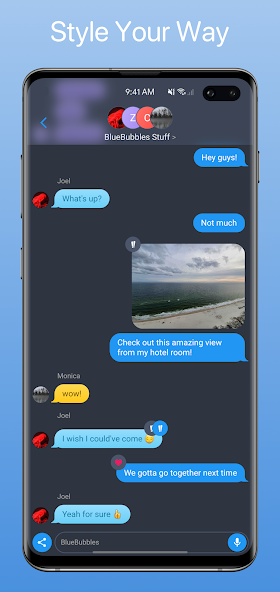 Style Your Way
9:41 AM
Z C
BlueBubbles Stuff >
Hey guys!
Joel
What's up?
Not much
Check out this amazing view
from my hotel room!
Monica
wow!
Joel
I wish I could've come 😔
We gotta go together next time
Joel
Yeah for sure 👍
BlueBubbles